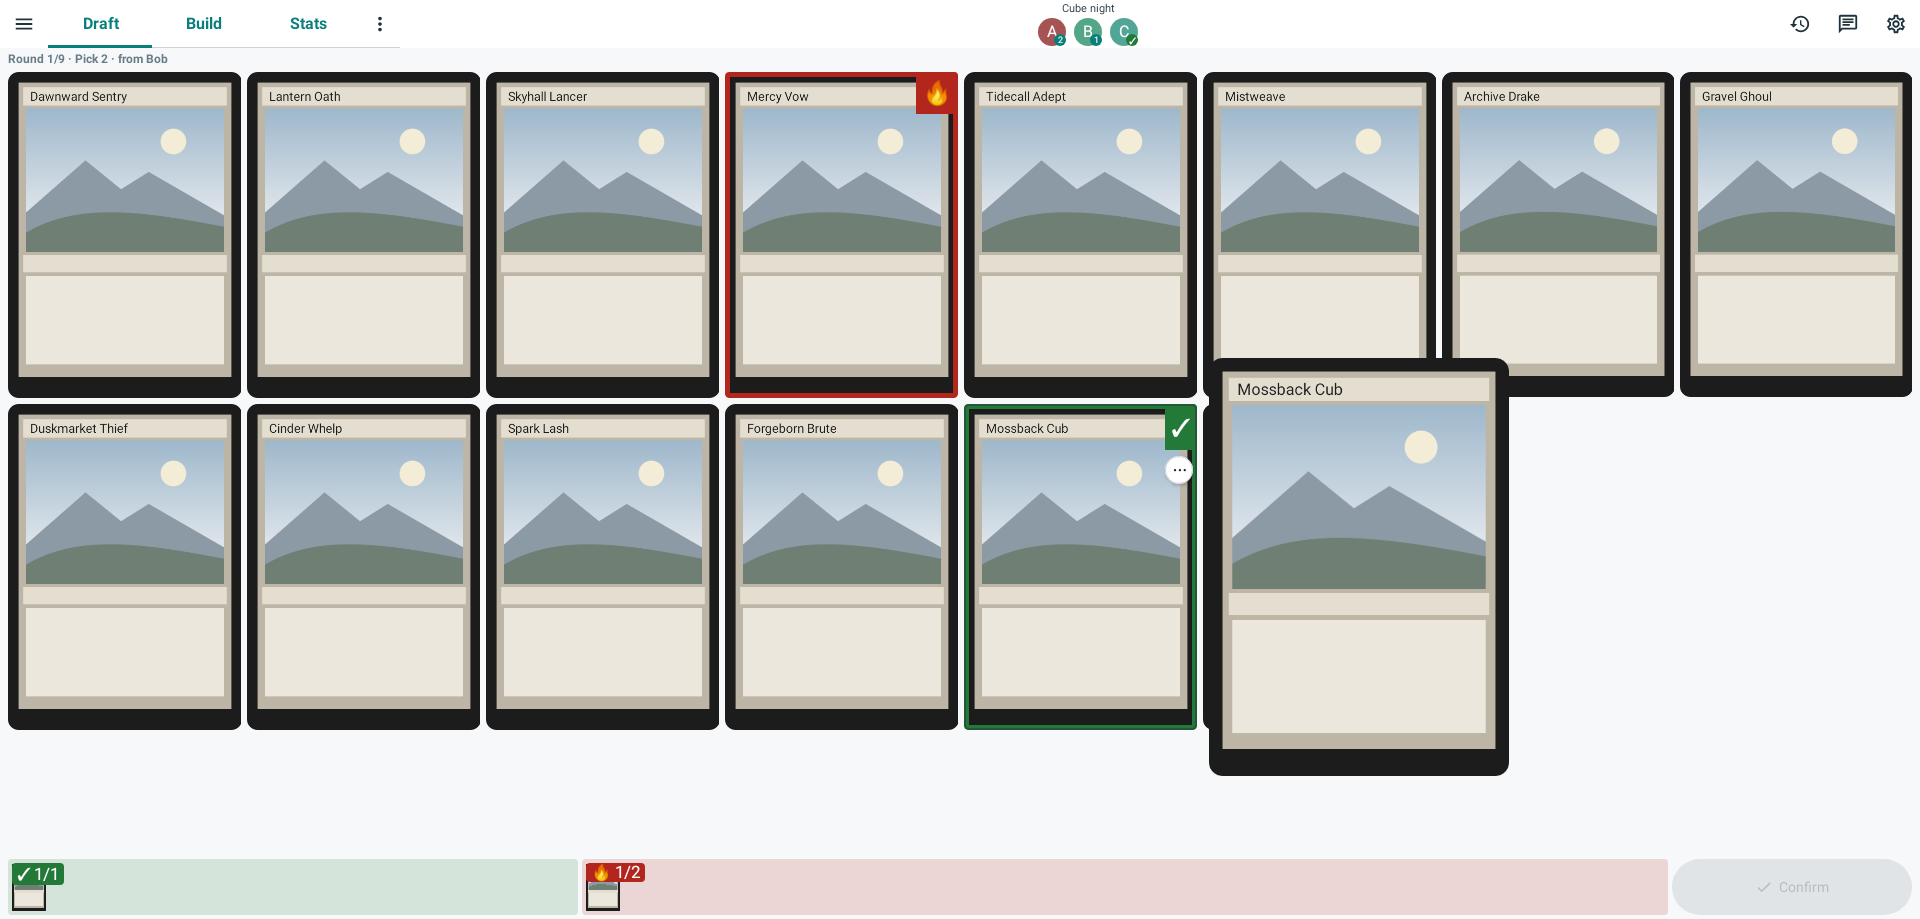 Draft
Build
Stats
Cube night
A
2
B
1
C
Round 1/9 · Pick 2 · from Bob
Dawnward Sentry
Lantern Oath
Skyhall Lancer
Mercy Vow
Tidecall Adept
Mistweave
Archive Drake
Gravel Ghoul
Duskmarket Thief
Cinder Whelp
Spark Lash
Forgeborn Brute
Mossback Cub
Mossback Cub
1/1
1/2
Confirm